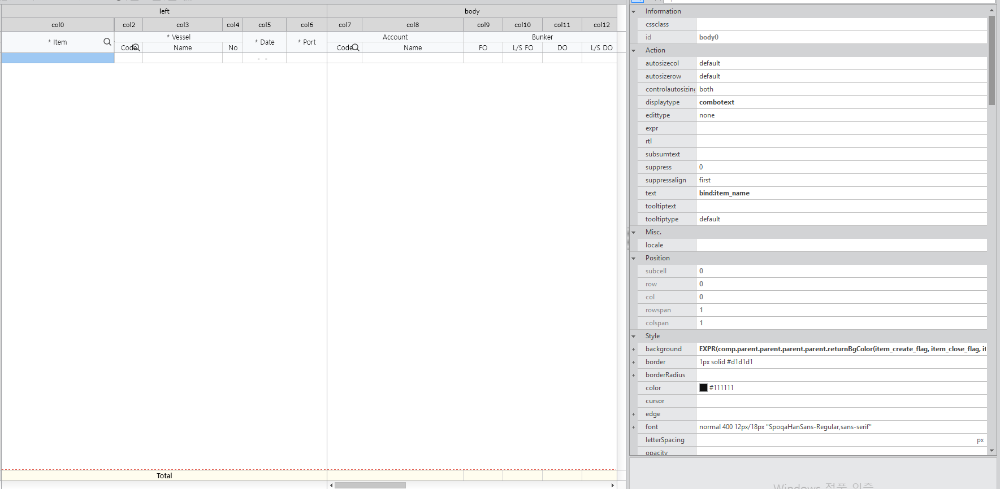 left body
col0 col2 col3 col4 col5 col6 col7 col8 col9 col10 col11 col12
* Item * Vessel * Date * Port Account Bunker
Code Name No Code Name FO L/S FO DO L/S DO
- -
Total
Information
cssclass
id body0
Action
autosizecol default
autosizerow default
controlautosizing both
displaytype combotext
edittype none
expr
rtl
subsumtext
suppress 0
suppressalign first
text bind:item_name
tooltiptext
tooltiptype default
Misc.
locale
Position
subcell 0
row 0
col 0
rowspan 1
colspan 1
Style
background EXPR(comp.parent.parent.parent.parent.returnBgColor(item_create_flag, item_close_flag, it
border 1px solid #d1d1d1
borderRadius
color #111111
cursor
edge
font normal 400 12px/18px "SpoqaHanSans-Regular,sans-serif"
letterSpacing px
opacity
Windows 정품 인증